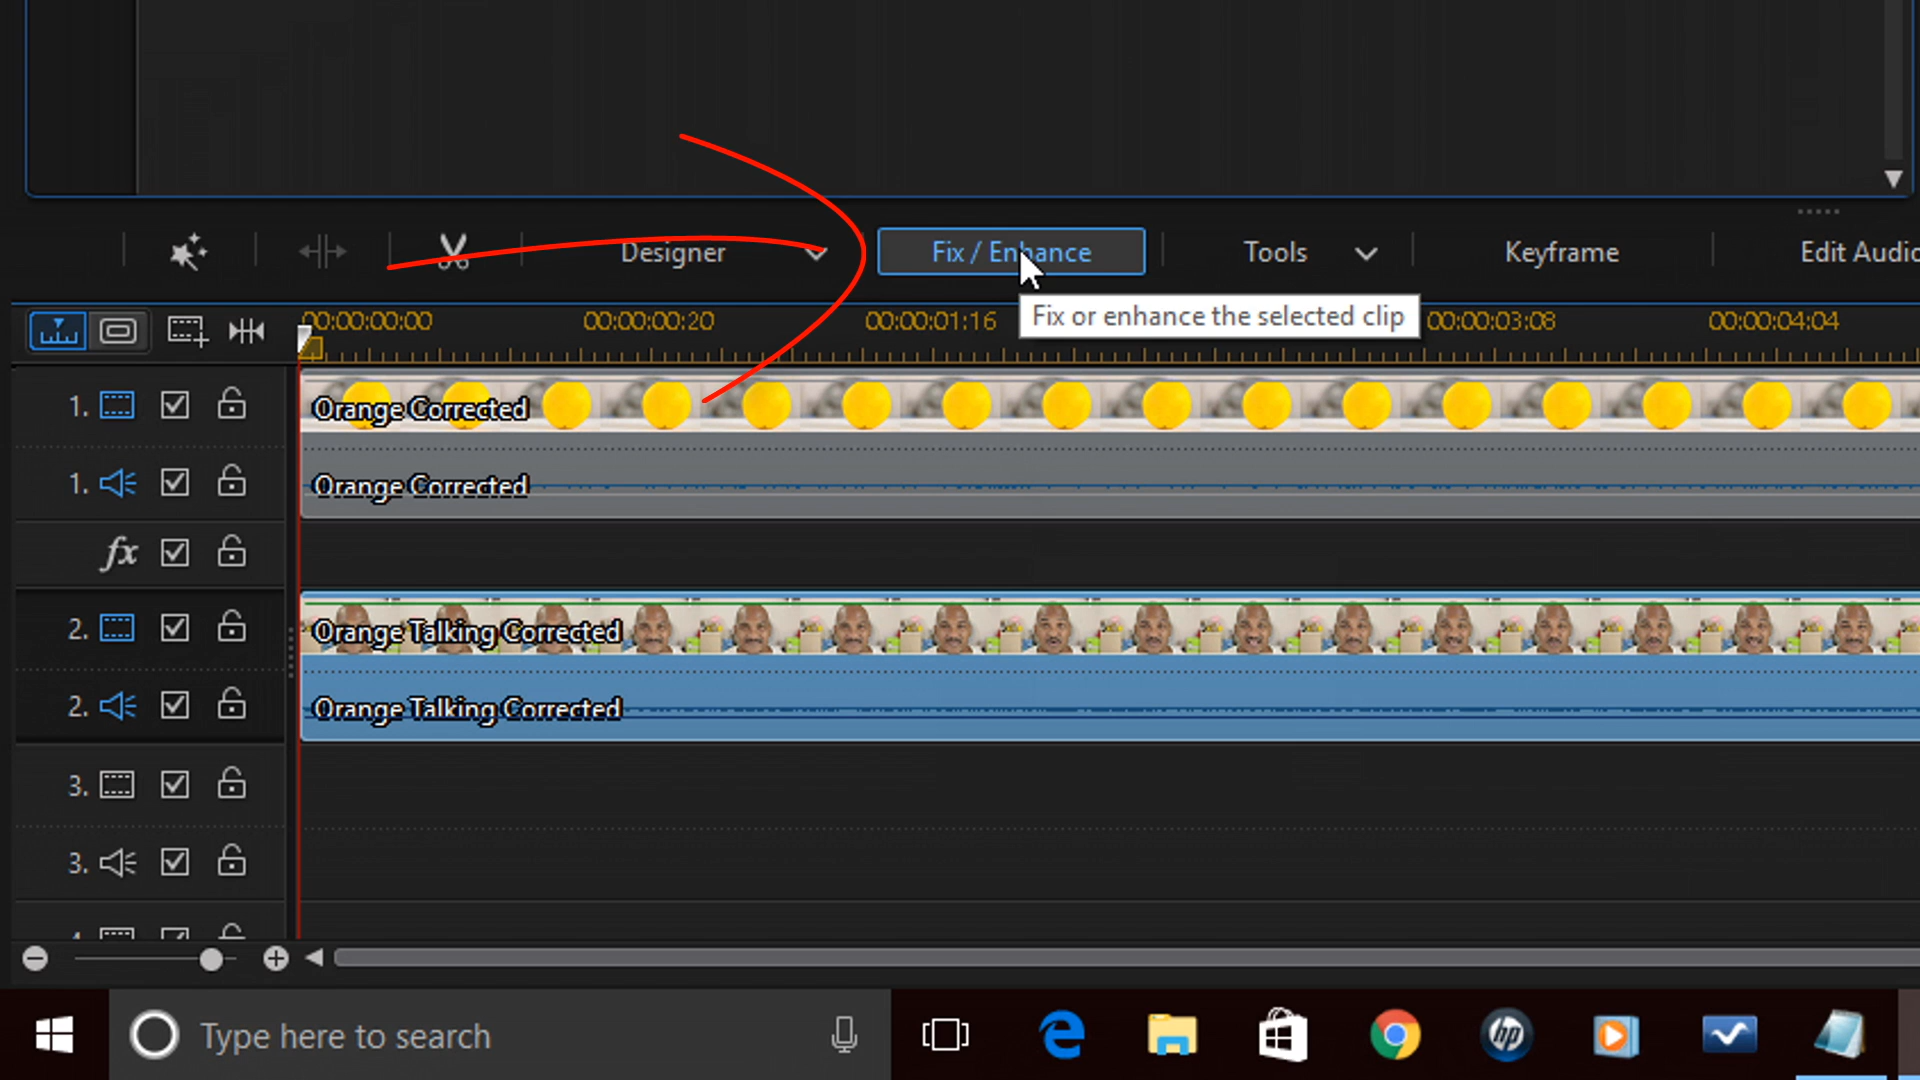 Designer Fix / Enhance Tools Keyframe Edit Audio
Fix or enhance the selected clip
00:00:00:00 00:00:00:20 00:00:01:16 00:00:03:08 00:00:04:04
1. Orange Corrected
1. Orange Corrected
fx
2. Orange Talking Corrected
2. Orange Talking Corrected
3.
3.
4.
Type here to search
hp